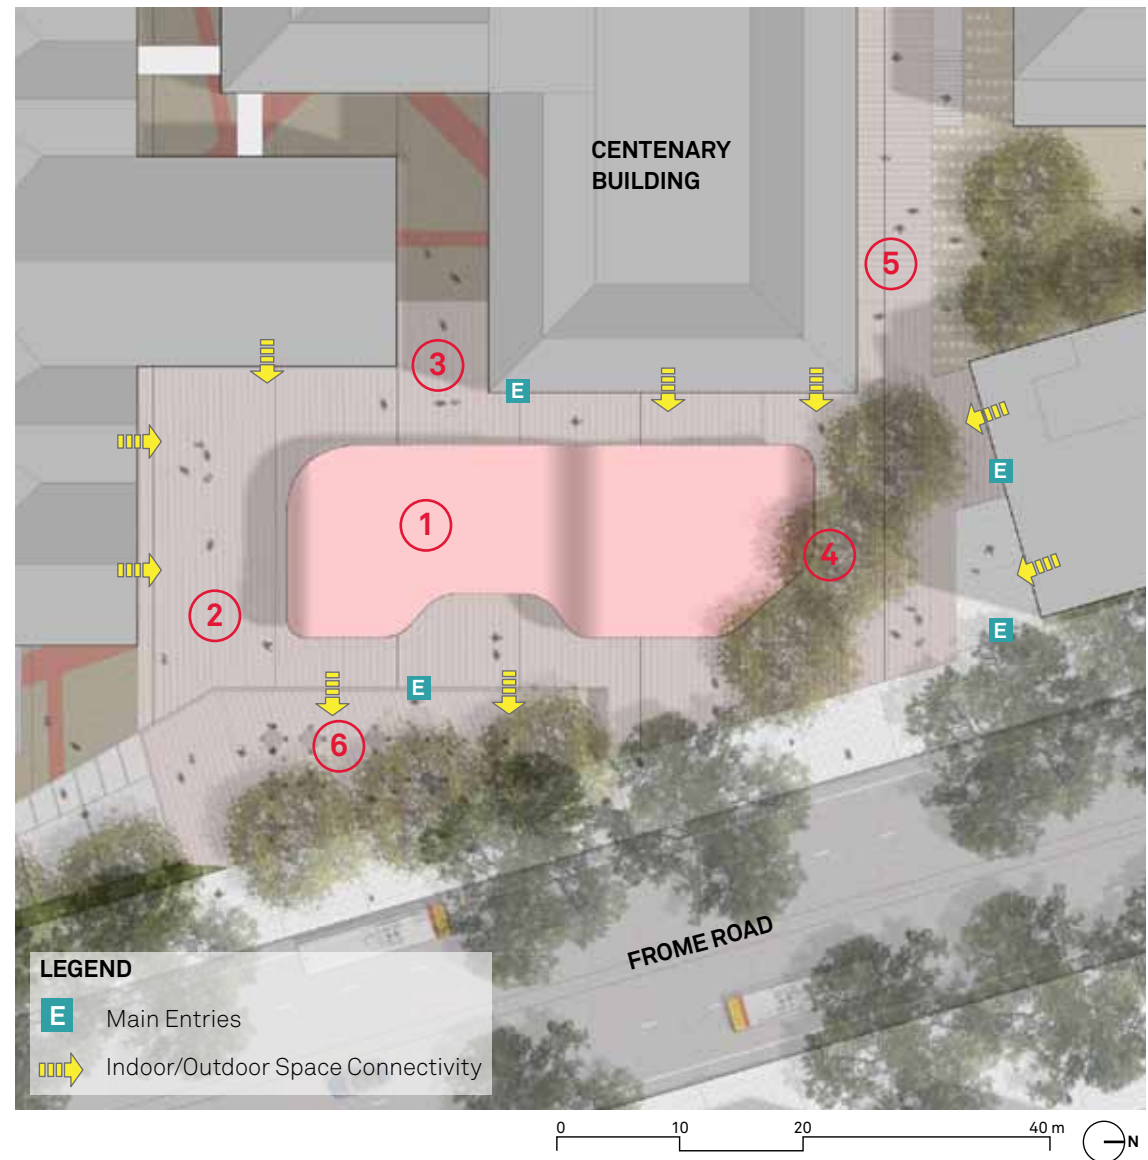 CENTENARY
BUILDING
5
3
E
E
1
4
2
E
E
6
FROME ROAD
LEGEND
E Main Entries
Indoor/Outdoor Space Connectivity
0 10 20 40 m
N